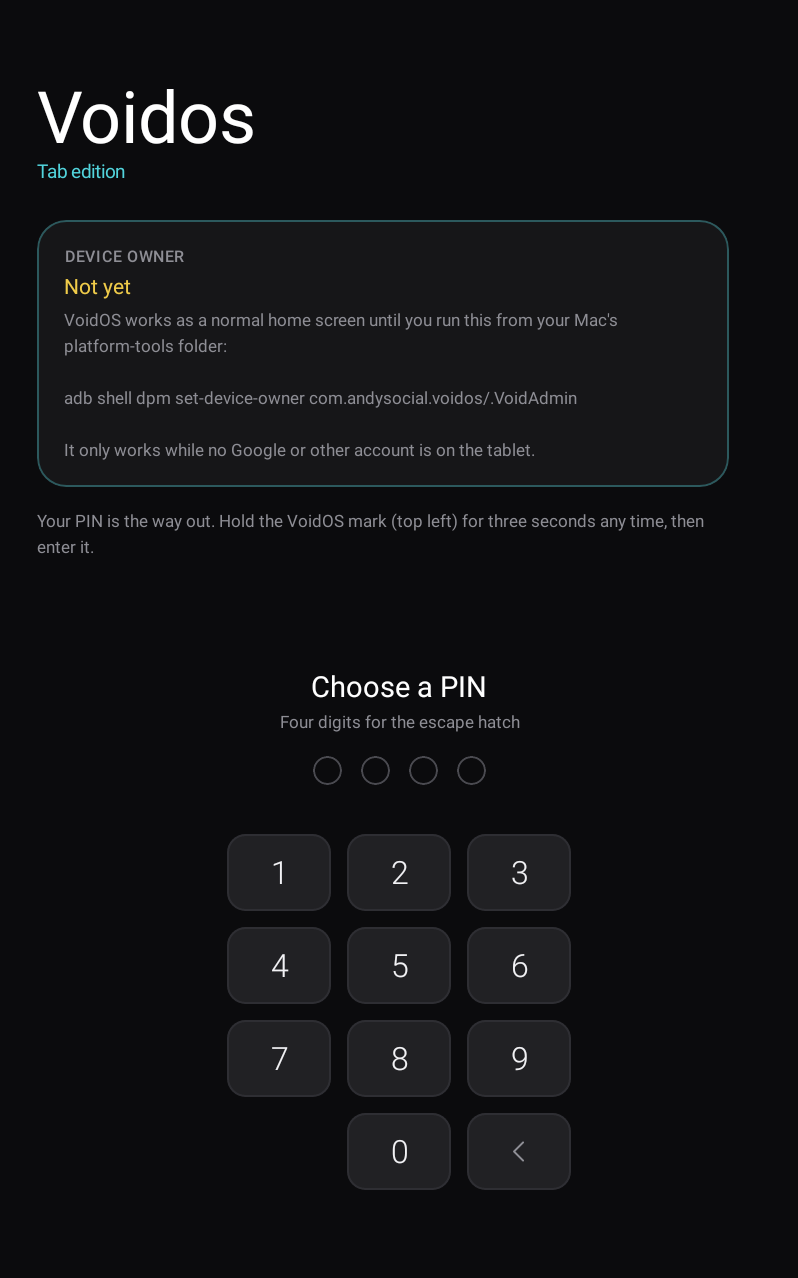 Voidos
Tab edition
DEVICE OWNER
Not yet
VoidOS works as a normal home screen until you run this from your Mac's
platform-tools folder:
adb shell dpm set-device-owner com.andysocial.voidos/.VoidAdmin
It only works while no Google or other account is on the tablet.
Your PIN is the way out. Hold the VoidOS mark (top left) for three seconds any time, then
enter it.
Choose a PIN
Four digits for the escape hatch
1 2 3
4 5 6
7 8 9
0